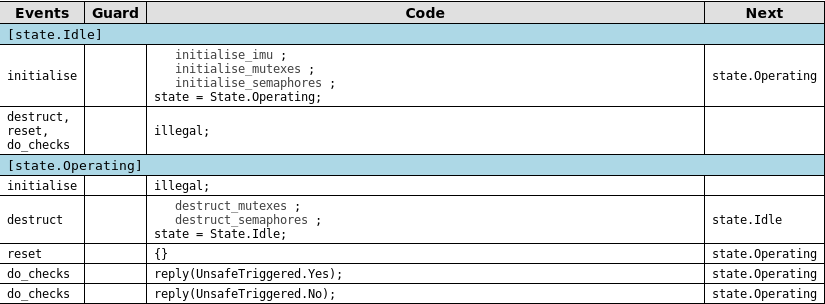 Events Guard Code Next
[state.Idle]
initialise_imu ;
initialise_mutexes ;
initialise initialise_semaphores ; state.Operating
state = State.Operating;
destruct,
reset, illegal;
do_checks
[state.Operating]
initialise illegal;
destruct_mutexes ;
destruct destruct_semaphores ; state.Idle
state = State.Idle;
reset {} state.Operating
do_checks reply(UnsafeTriggered.Yes); state.Operating
do_checks reply(UnsafeTriggered.No); state.Operating